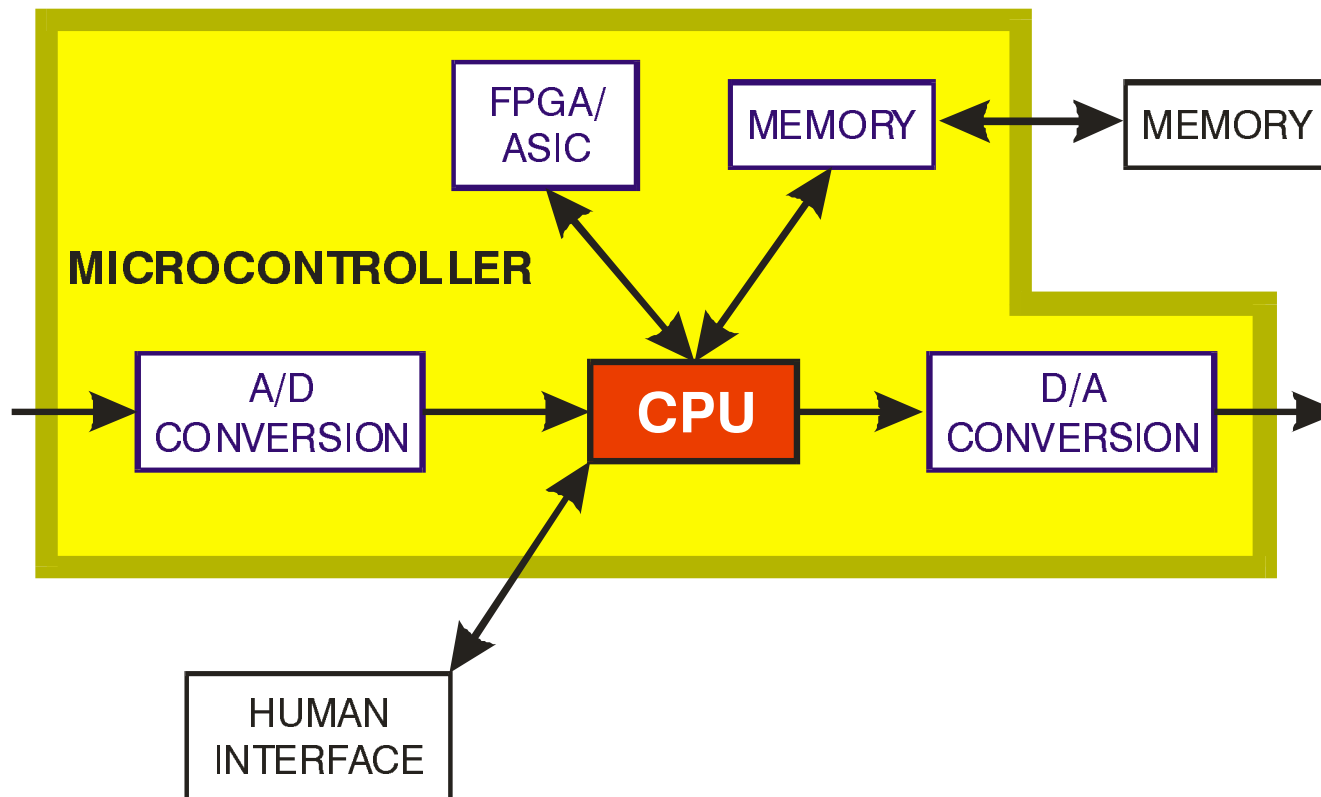 FPGA/
ASIC
MEMORY
MEMORY
MICROCONTROLLER
A/D
CONVERSION
CPU
D/A
CONVERSION
HUMAN
INTERFACE